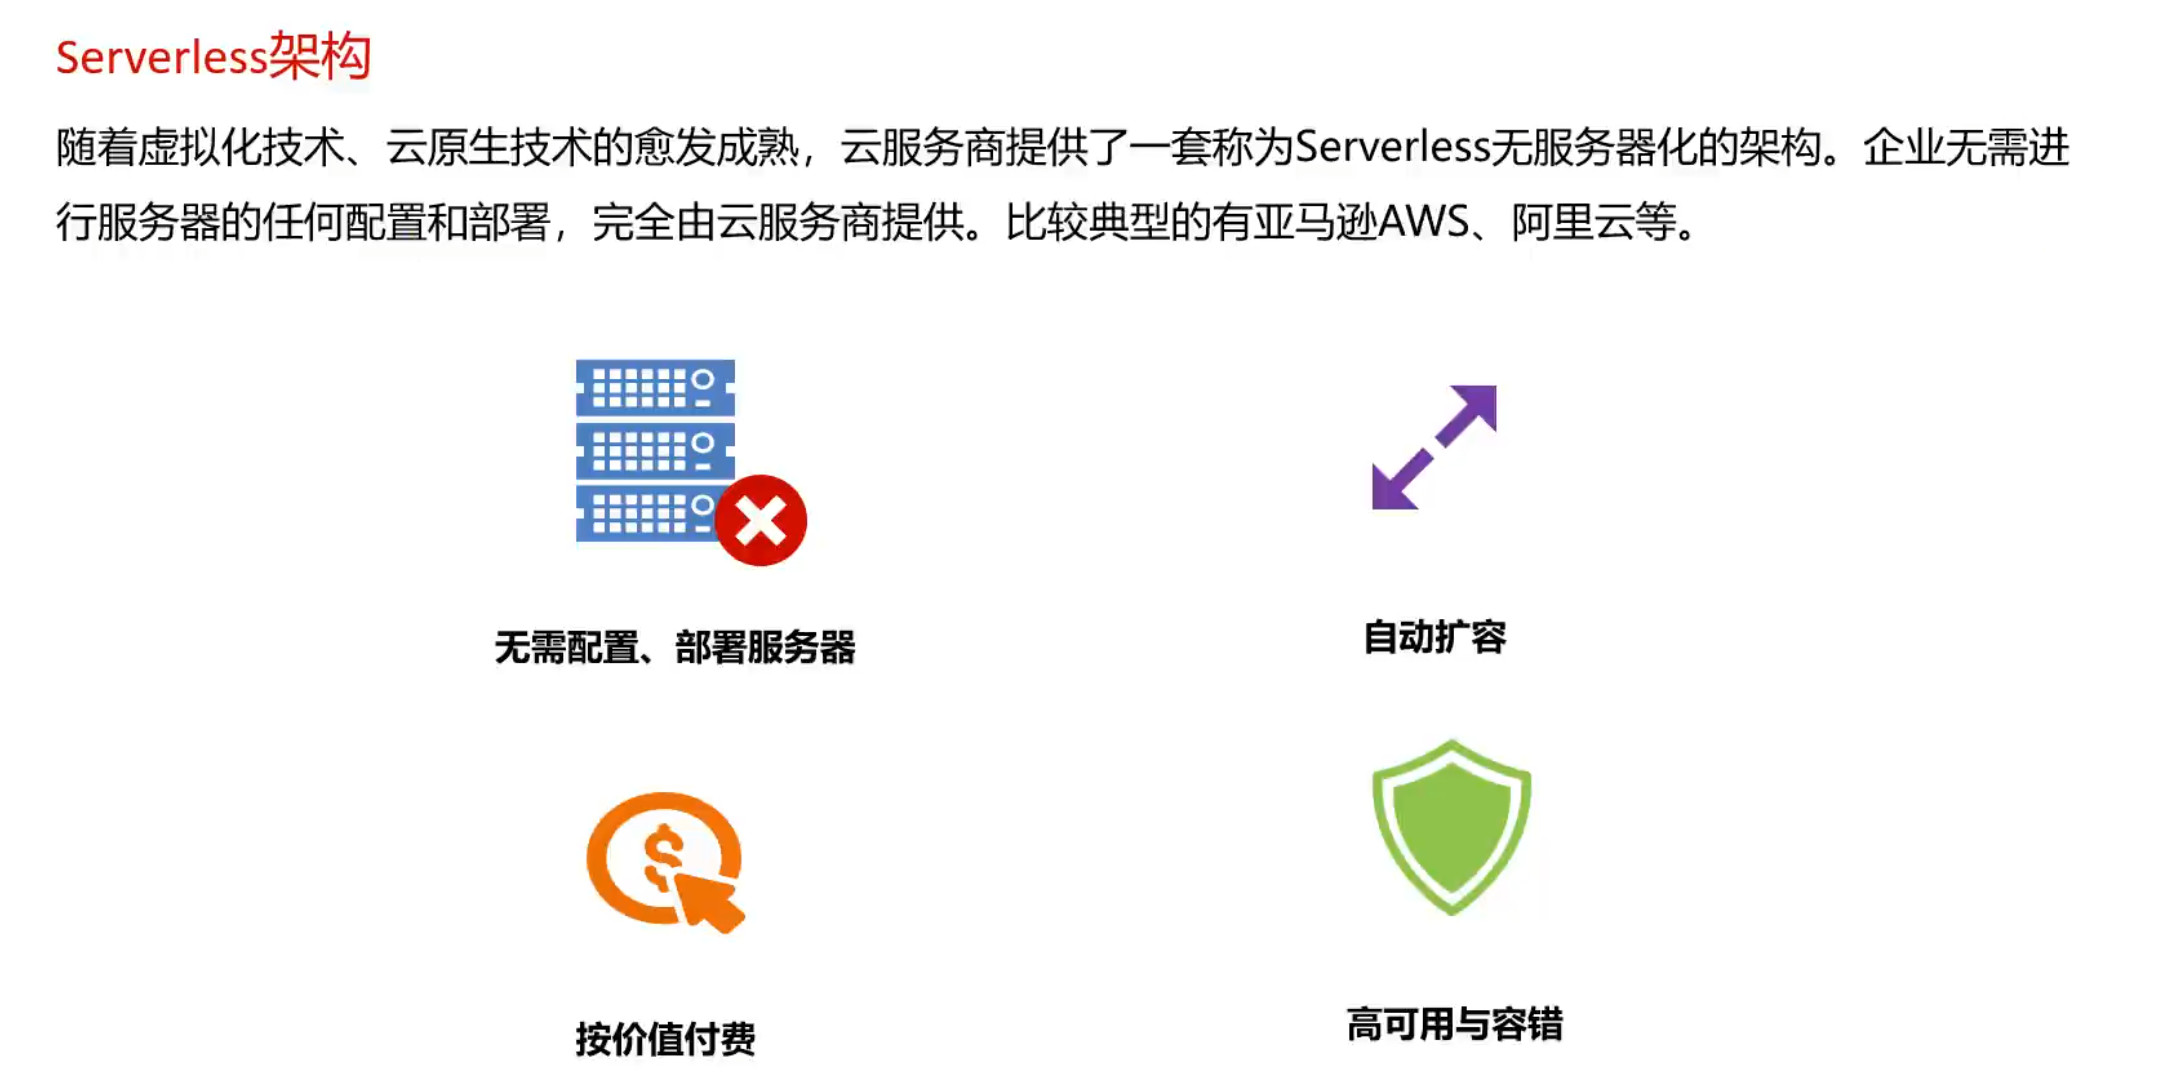 Serverless架构
随着虚拟化技术、云原生技术的愈发成熟，云服务商提供了一套称为Serverless无服务器化的架构。企业无需进
行服务器的任何配置和部署，完全由云服务商提供。比较典型的有亚马逊AWS、阿里云等。
无需配置、部署服务器
自动扩容
$
按价值付费
高可用与容错